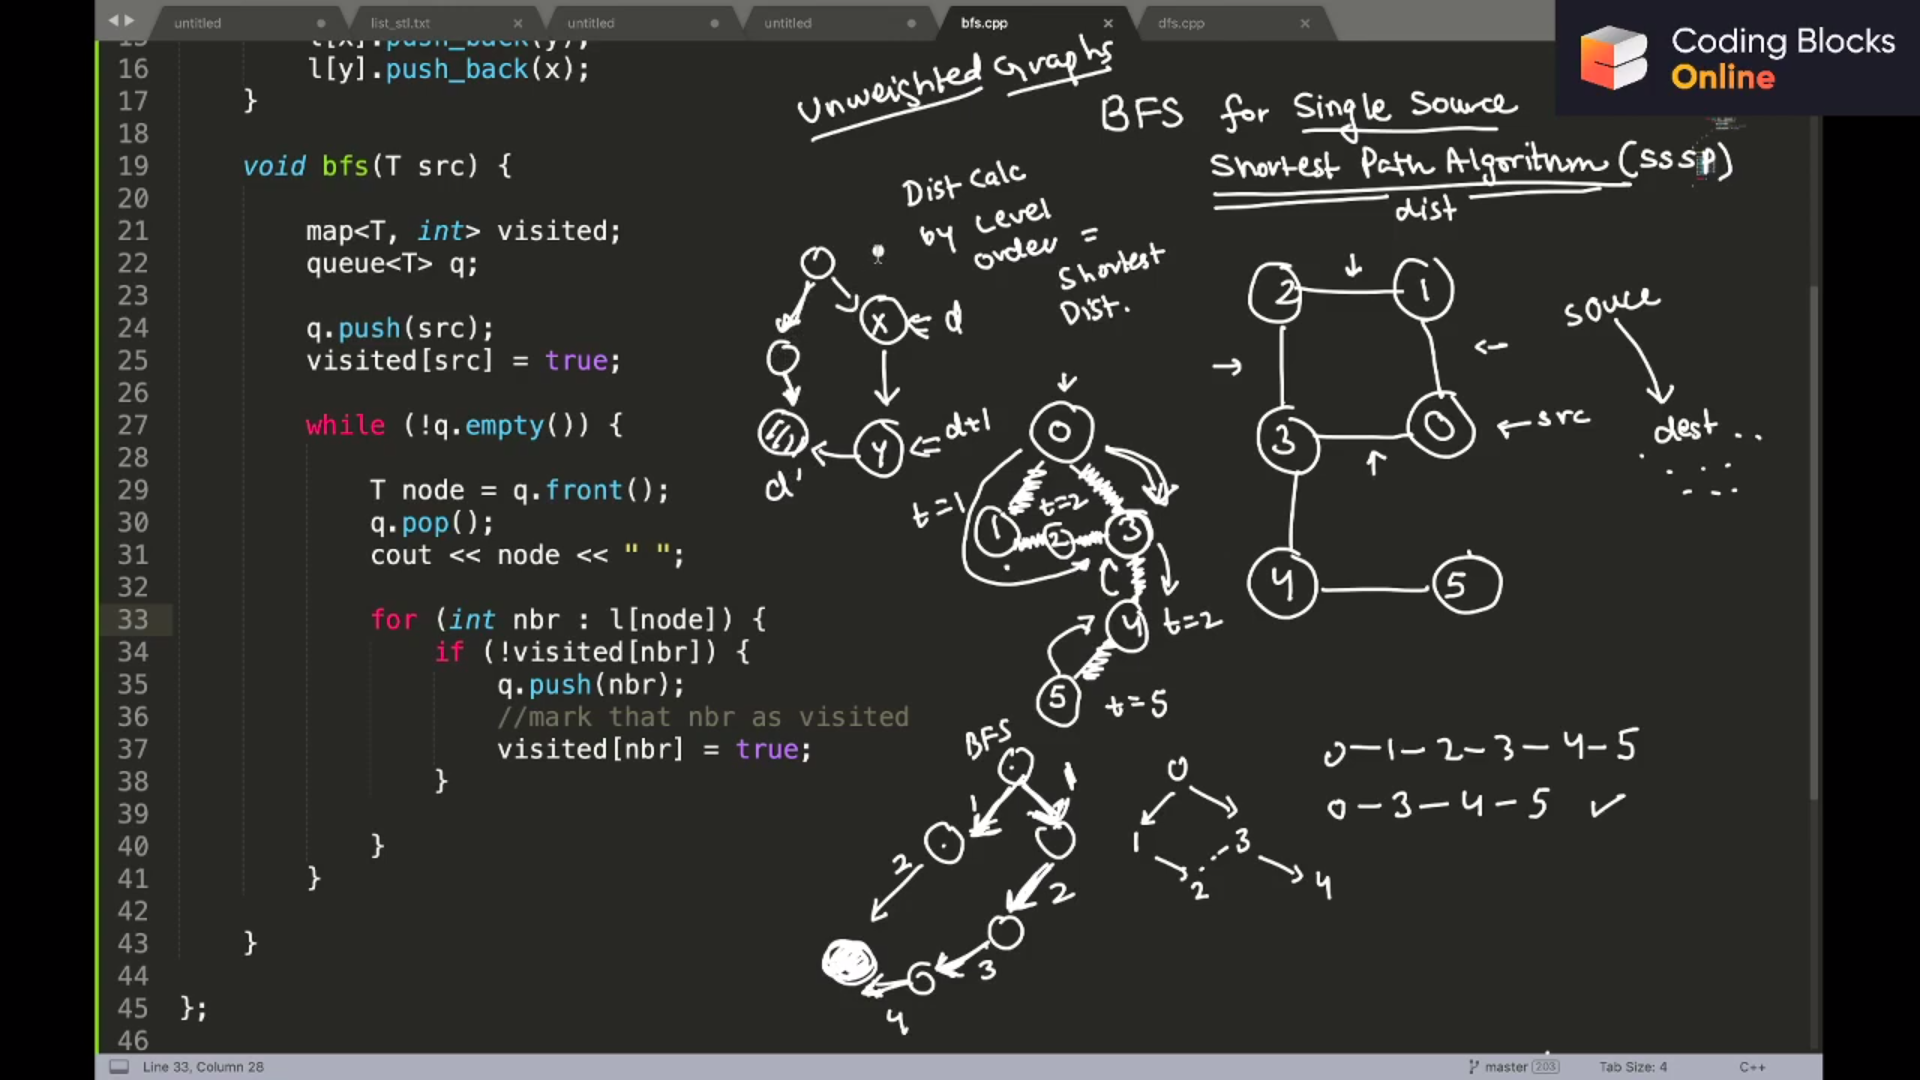 untitled list_stl.txt untitled untitled bfs.cpp dfs.cpp
Coding Blocks
Online
15 l[x].push_back(y);
16 l[y].push_back(x);
17 }
18
19 void bfs(T src) {
20
21 map<T, int> visited;
22 queue<T> q;
23
24 q.push(src);
25 visited[src] = true;
26
27 while (!q.empty()) {
28
29 T node = q.front();
30 q.pop();
31 cout << node << " ";
32
33 for (int nbr : l[node]) {
34 if (!visited[nbr]) {
35 q.push(nbr);
36 //mark that nbr as visited
37 visited[nbr] = true;
38 }
39
40 }
41 }
42
43 }
44
45 };
46
Unweighted Graphs
BFS for Single Source
Shortest Path Algorithm (SSSP)
dist
Dist Calc
by Level
order =
Shortest
Dist.
X d
Y d+1
d'
0
t=1 t=2
1 2 3
4 t=2
5 t=5
2 1
3 0 src
4 5
souce
dest . .
BFS
1 1
2 2
3
4
0
1 3
2 4
0-1-2-3-4-5
0-3-4-5 ✓
Line 33, Column 28 master 203 Tab Size: 4 C++